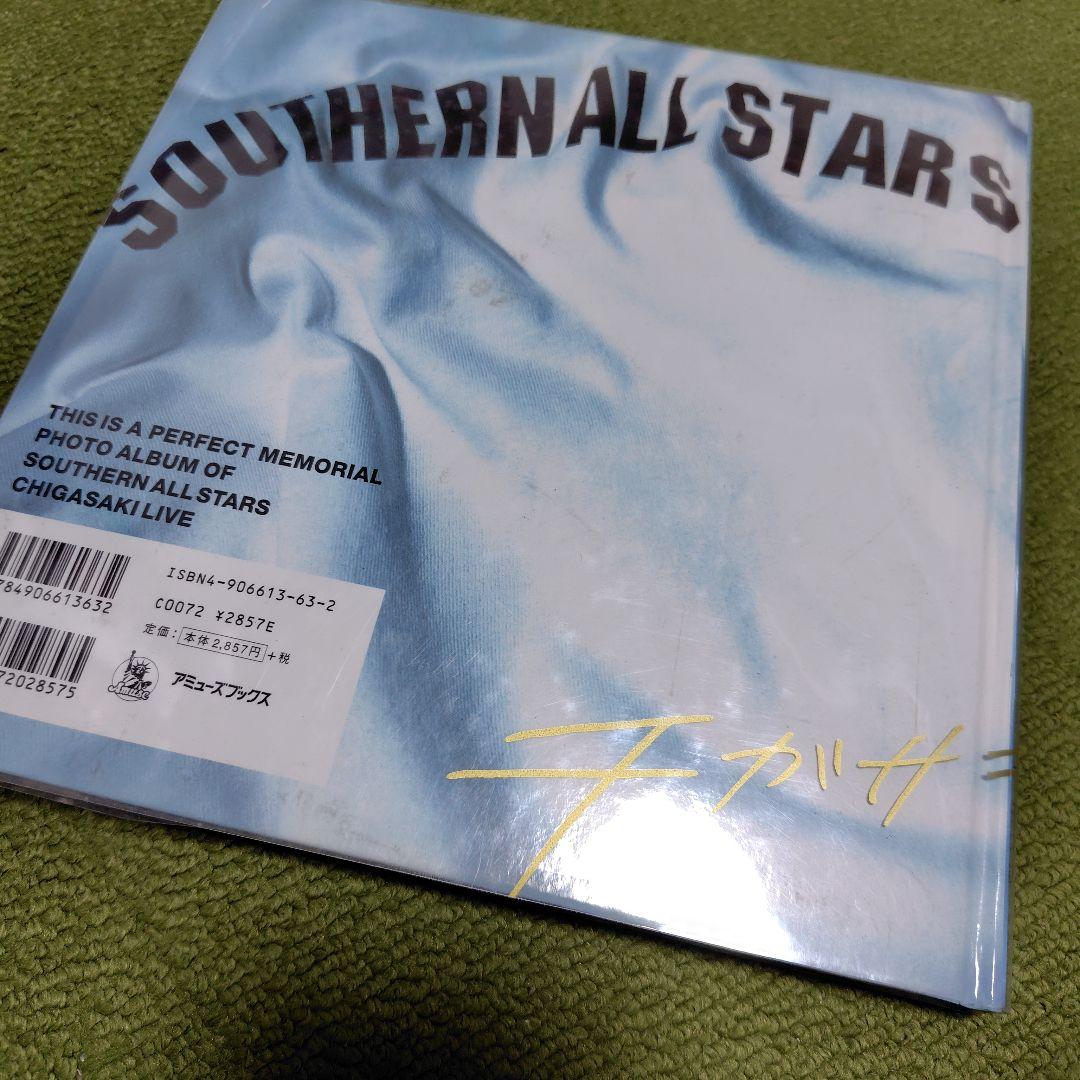 SOUTHERN ALL STARS
THIS IS A PERFECT MEMORIAL
PHOTO ALBUM OF
SOUTHERN ALL STARS
CHIGASAKI LIVE
784906613632
ISBN4-906613-63-2
C0072 ¥2857E
定価：本体2,857円+税
72028575
アミューズブックス
チガサ